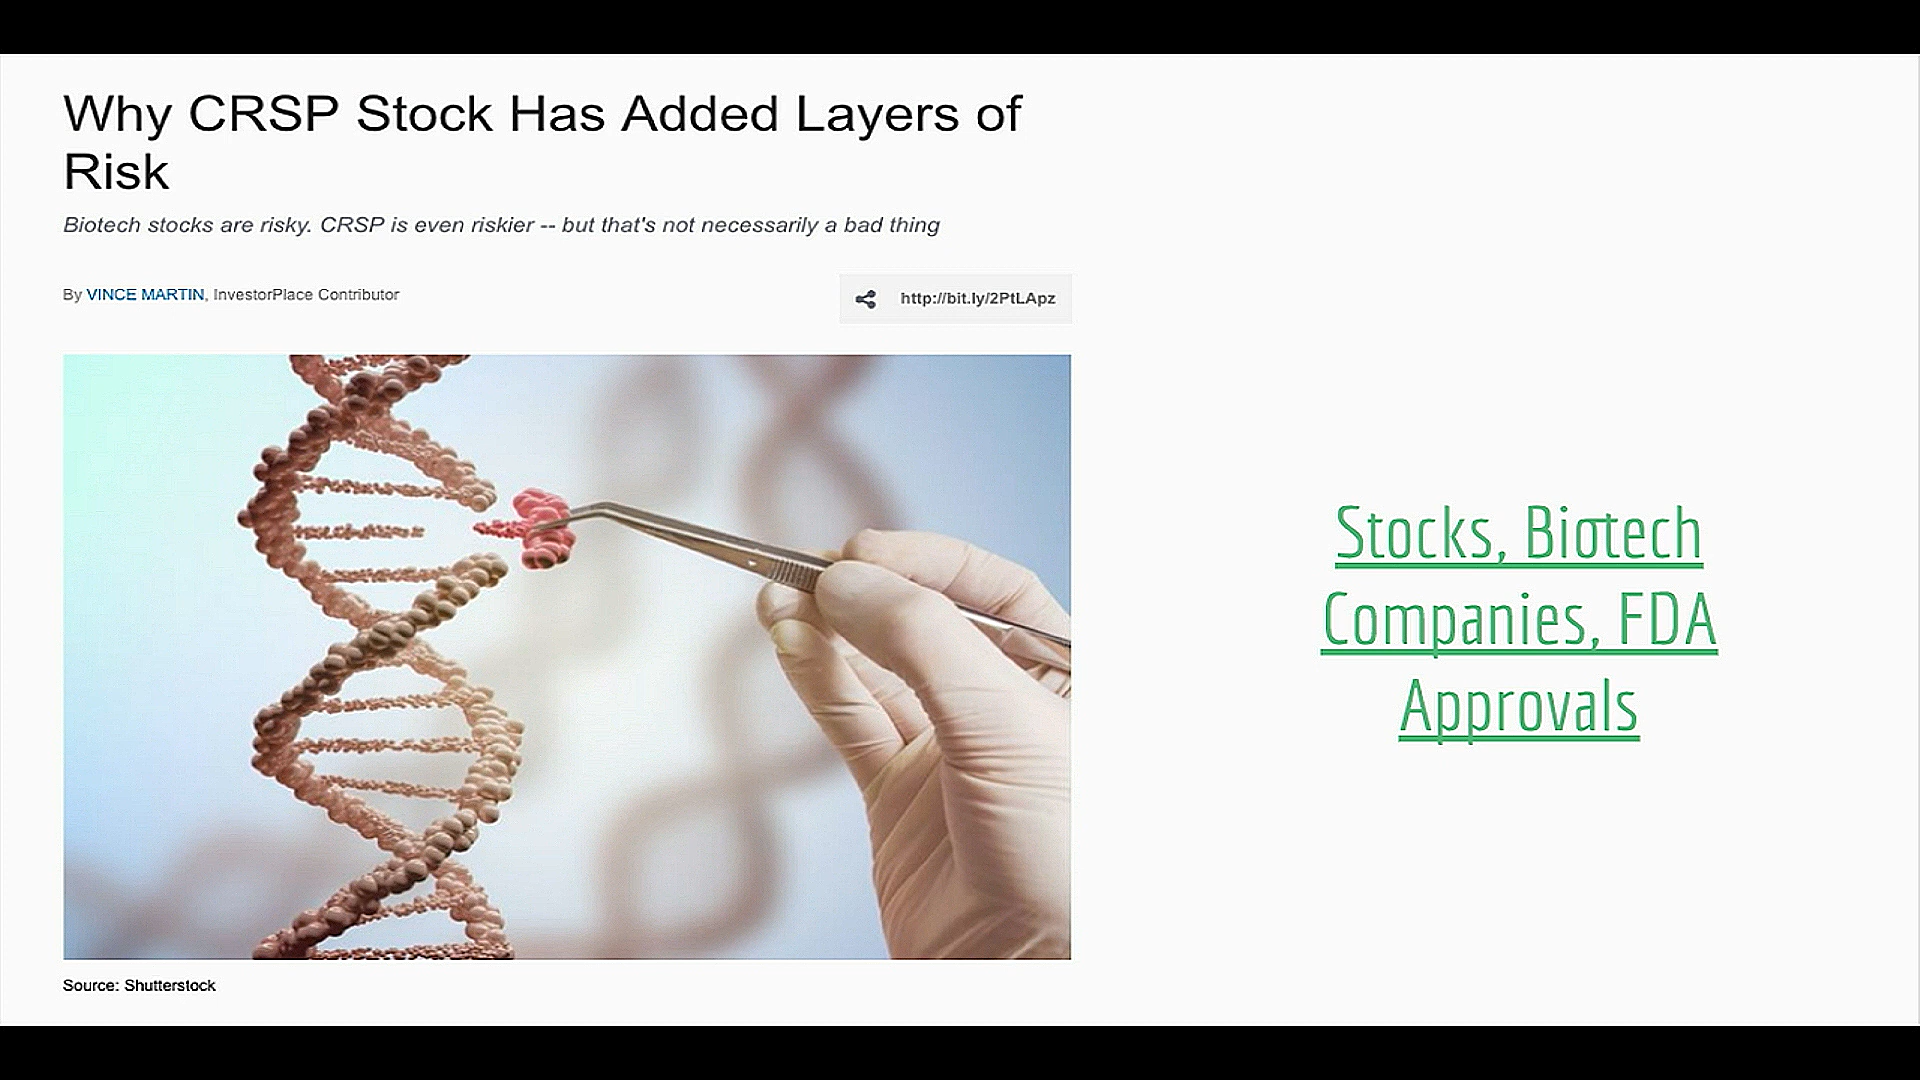 Why CRSP Stock Has Added Layers of
Risk
Biotech stocks are risky. CRSP is even riskier -- but that's not necessarily a bad thing
By VINCE MARTIN, InvestorPlace Contributor
http://bit.ly/2PtLApz
Source: Shutterstock
Stocks, Biotech
Companies, FDA
Approvals